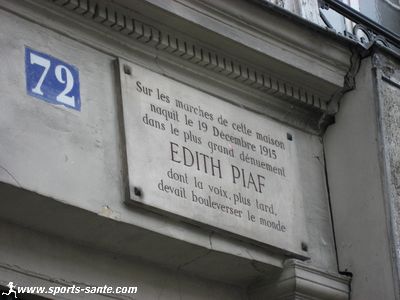 72
Sur les marches de cette maison
naquit le 19 Décembre 1915
dans le plus grand dénuement
EDITH PIAF
dont la voix, plus tard,
devait bouleverser le monde
www.sports-sante.com